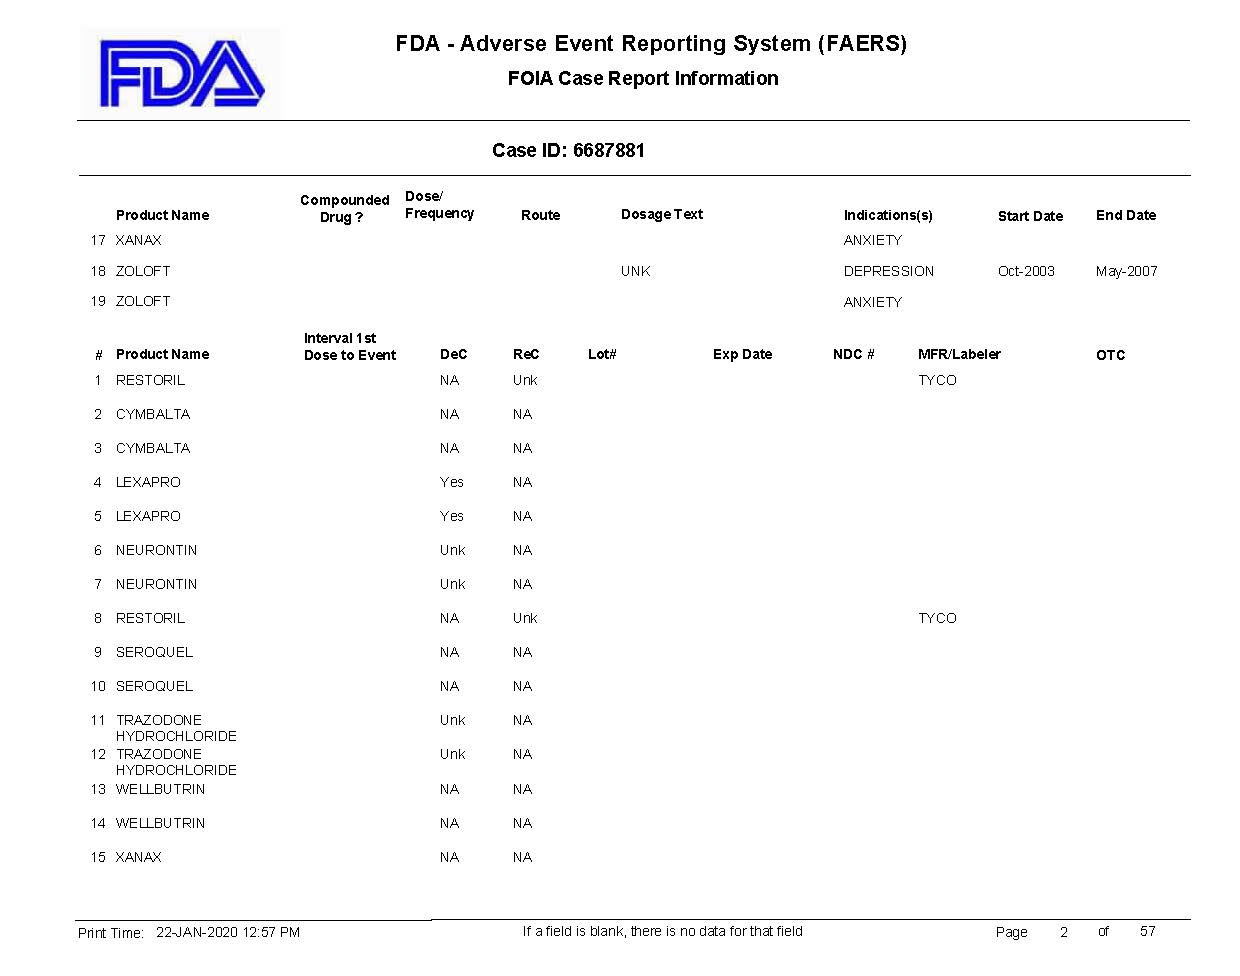 FDA
FDA - Adverse Event Reporting System (FAERS)
FOIA Case Report Information
Case ID: 6687881
Product Name Compounded Drug ? Dose/ Frequency Route Dosage Text Indications(s) Start Date End Date
17 XANAX ANXIETY
18 ZOLOFT UNK DEPRESSION Oct-2003 May-2007
19 ZOLOFT ANXIETY
# Product Name Interval 1st Dose to Event DeC ReC Lot# Exp Date NDC # MFR/Labeler OTC
1 RESTORIL NA Unk TYCO
2 CYMBALTA NA NA
3 CYMBALTA NA NA
4 LEXAPRO Yes NA
5 LEXAPRO Yes NA
6 NEURONTIN Unk NA
7 NEURONTIN Unk NA
8 RESTORIL NA Unk TYCO
9 SEROQUEL NA NA
10 SEROQUEL NA NA
11 TRAZODONE Unk NA
HYDROCHLORIDE
12 TRAZODONE Unk NA
HYDROCHLORIDE
13 WELLBUTRIN NA NA
14 WELLBUTRIN NA NA
15 XANAX NA NA
Print Time: 22-JAN-2020 12:57 PM If a field is blank, there is no data for that field Page 2 of 57